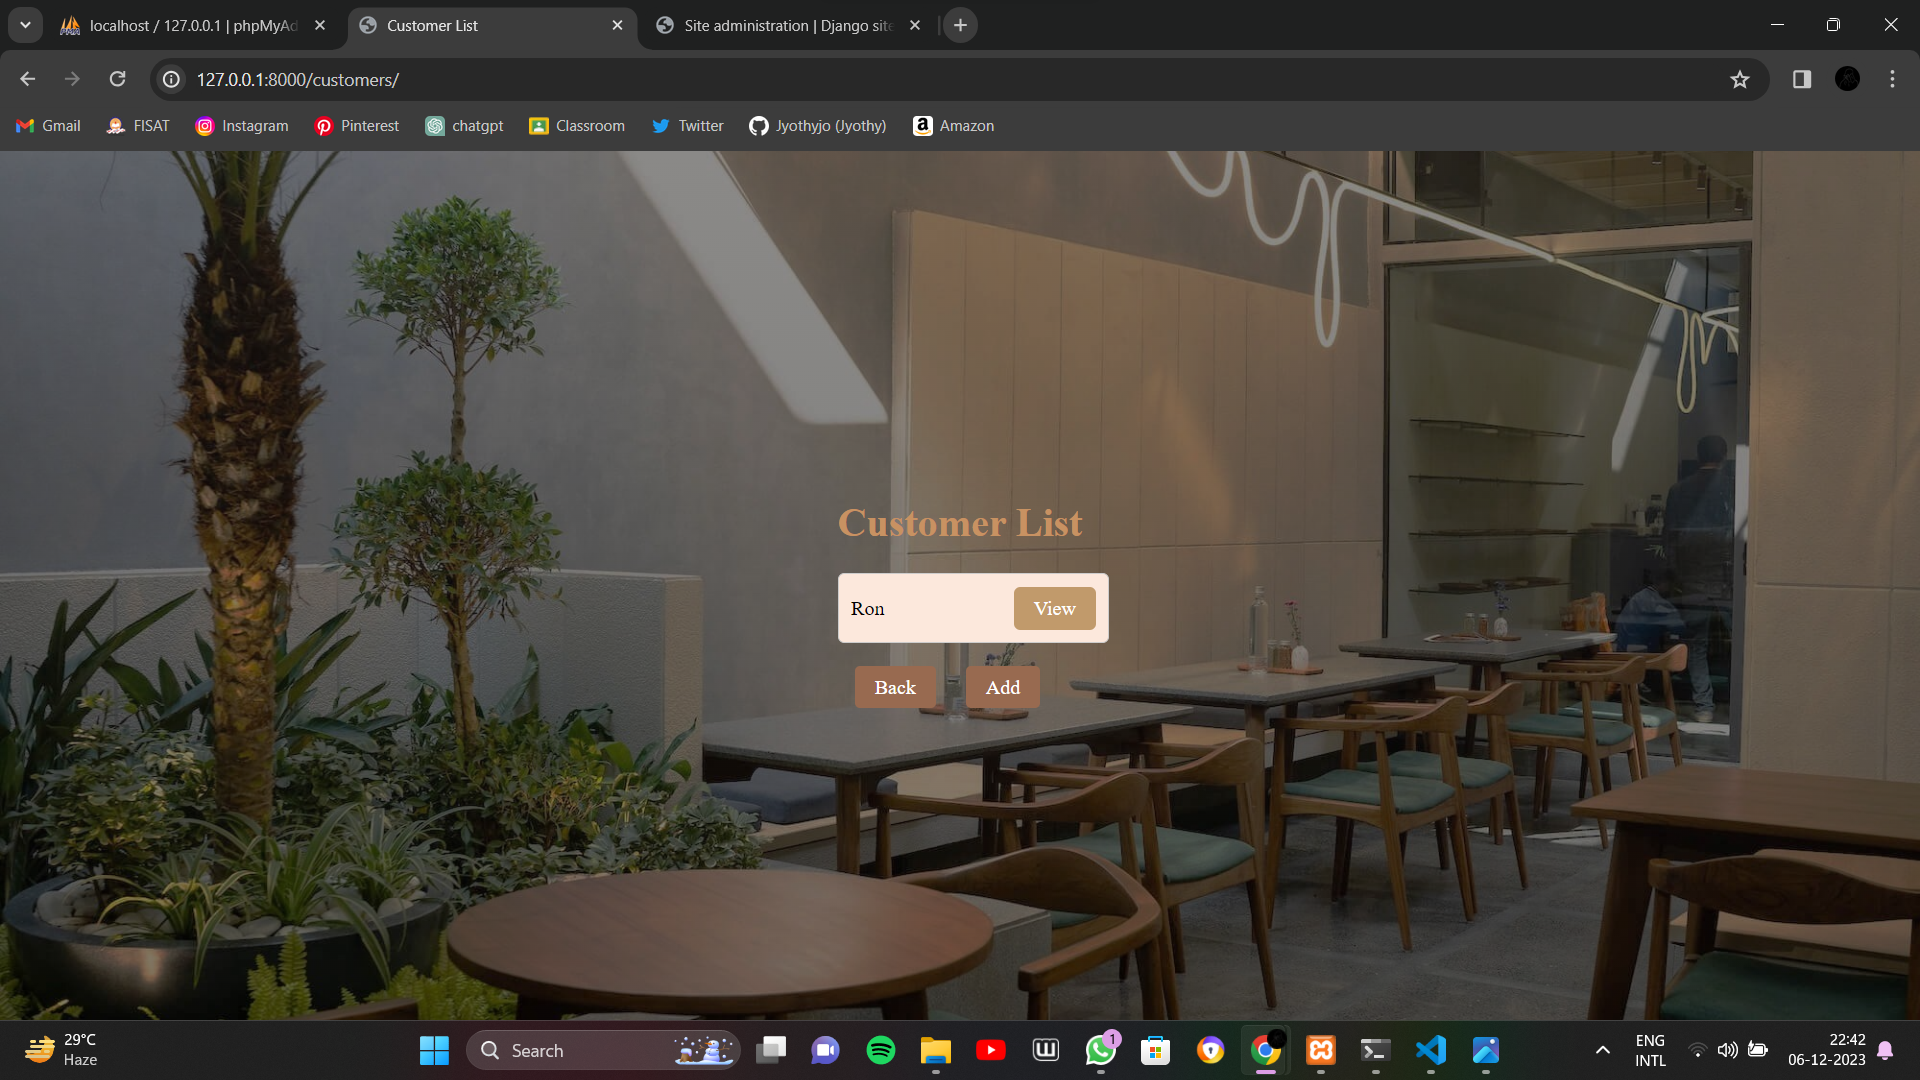 localhost / 127.0.0.1 | phpMyAd
Customer List
Site administration | Django site
127.0.0.1:8000/customers/
Gmail
FISAT
Instagram
Pinterest
chatgpt
Classroom
Twitter
Jyothyjo (Jyothy)
Amazon
Customer List
Ron
View
Back
Add
29°C
Haze
Search
1
ENG
INTL
22:42
06-12-2023